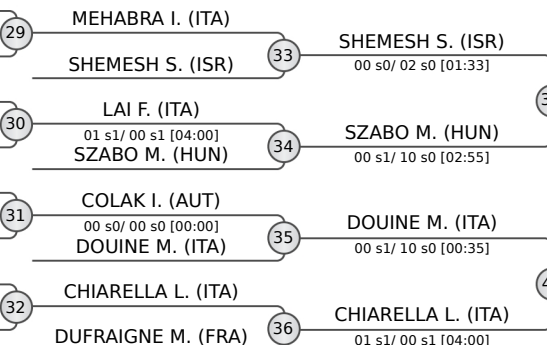 MEHABRA I. (ITA)
29
SHEMESH S. (ISR)
33
SHEMESH S. (ISR)
00 s0/ 02 s0 [01:33]
LAI F. (ITA)
30
01 s1/ 00 s1 [04:00]
SZABO M. (HUN)
34
SZABO M. (HUN)
00 s1/ 10 s0 [02:55]
COLAK I. (AUT)
31
00 s0/ 00 s0 [00:00]
DOUINE M. (ITA)
35
DOUINE M. (ITA)
00 s1/ 10 s0 [00:35]
CHIARELLA L. (ITA)
32
DUFRAIGNE M. (FRA)
36
CHIARELLA L. (ITA)
01 s1/ 00 s1 [04:00]